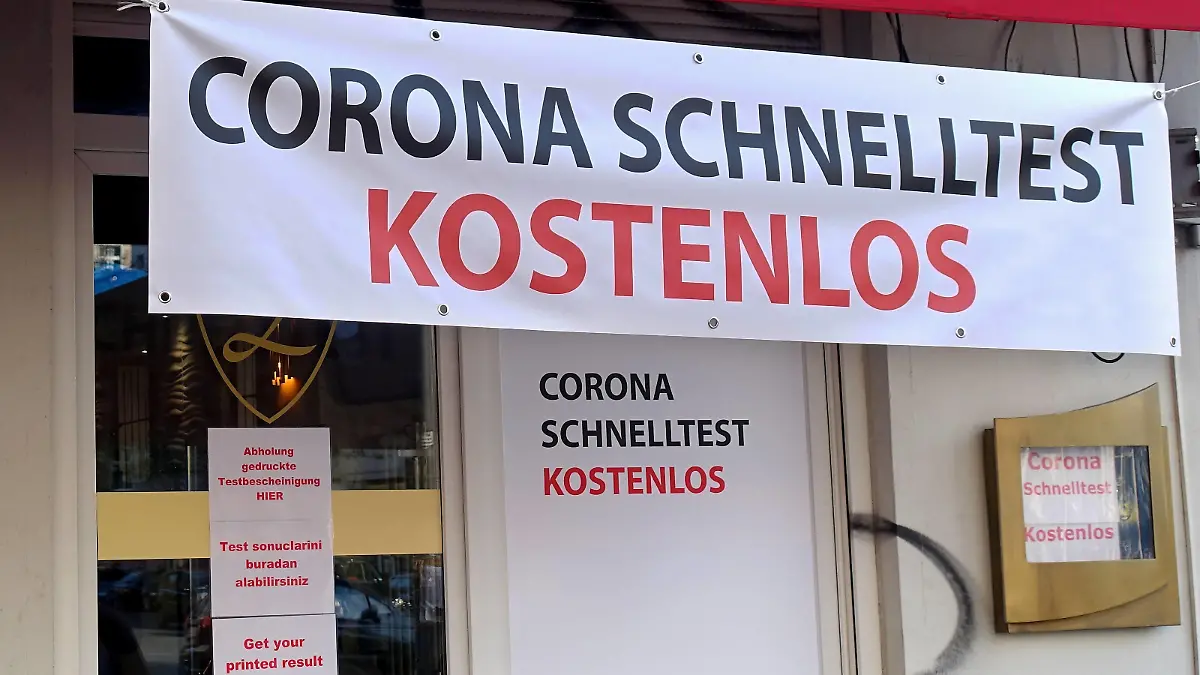 CORONA SCHNELLTEST
KOSTENLOS
CORONA
SCHNELLTEST
KOSTENLOS
Abholung
gedruckte
Testbescheinigung
HIER
Test sonuclarini
buradan
alabilirsiniz
Get your
printed result
Corona
Schnelltest
Kostenlos